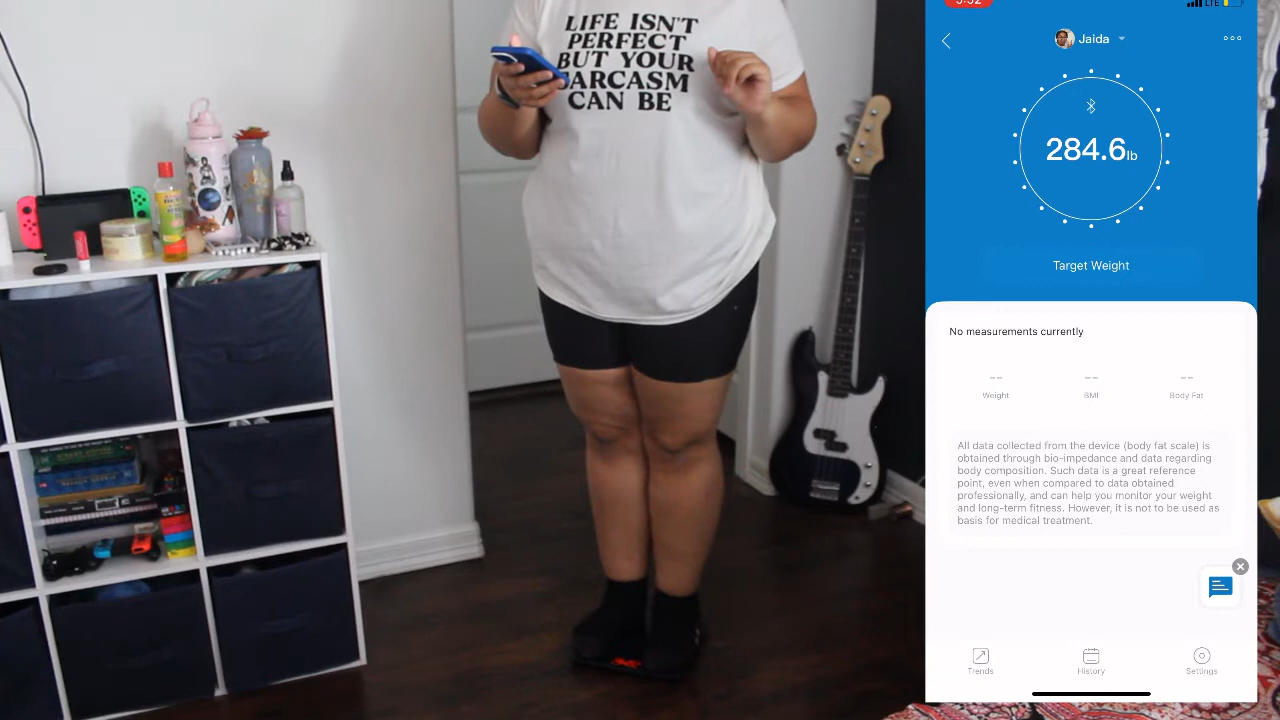 LIFE ISN'T
PERFECT
BUT YOUR
SARCASM
CAN BE
5:52
LTE
Jaida
284.6lb
Target Weight
No measurements currently
-- -- --
Weight BMI Body Fat
All data collected from the device (body fat scale) is
obtained through bio-impedance and data regarding
body composition. Such data is a great reference
point, even when compared to data obtained
professionally, and can help you monitor your weight
and long-term fitness. However, it is not to be used as
basis for medical treatment.
Trends History Settings